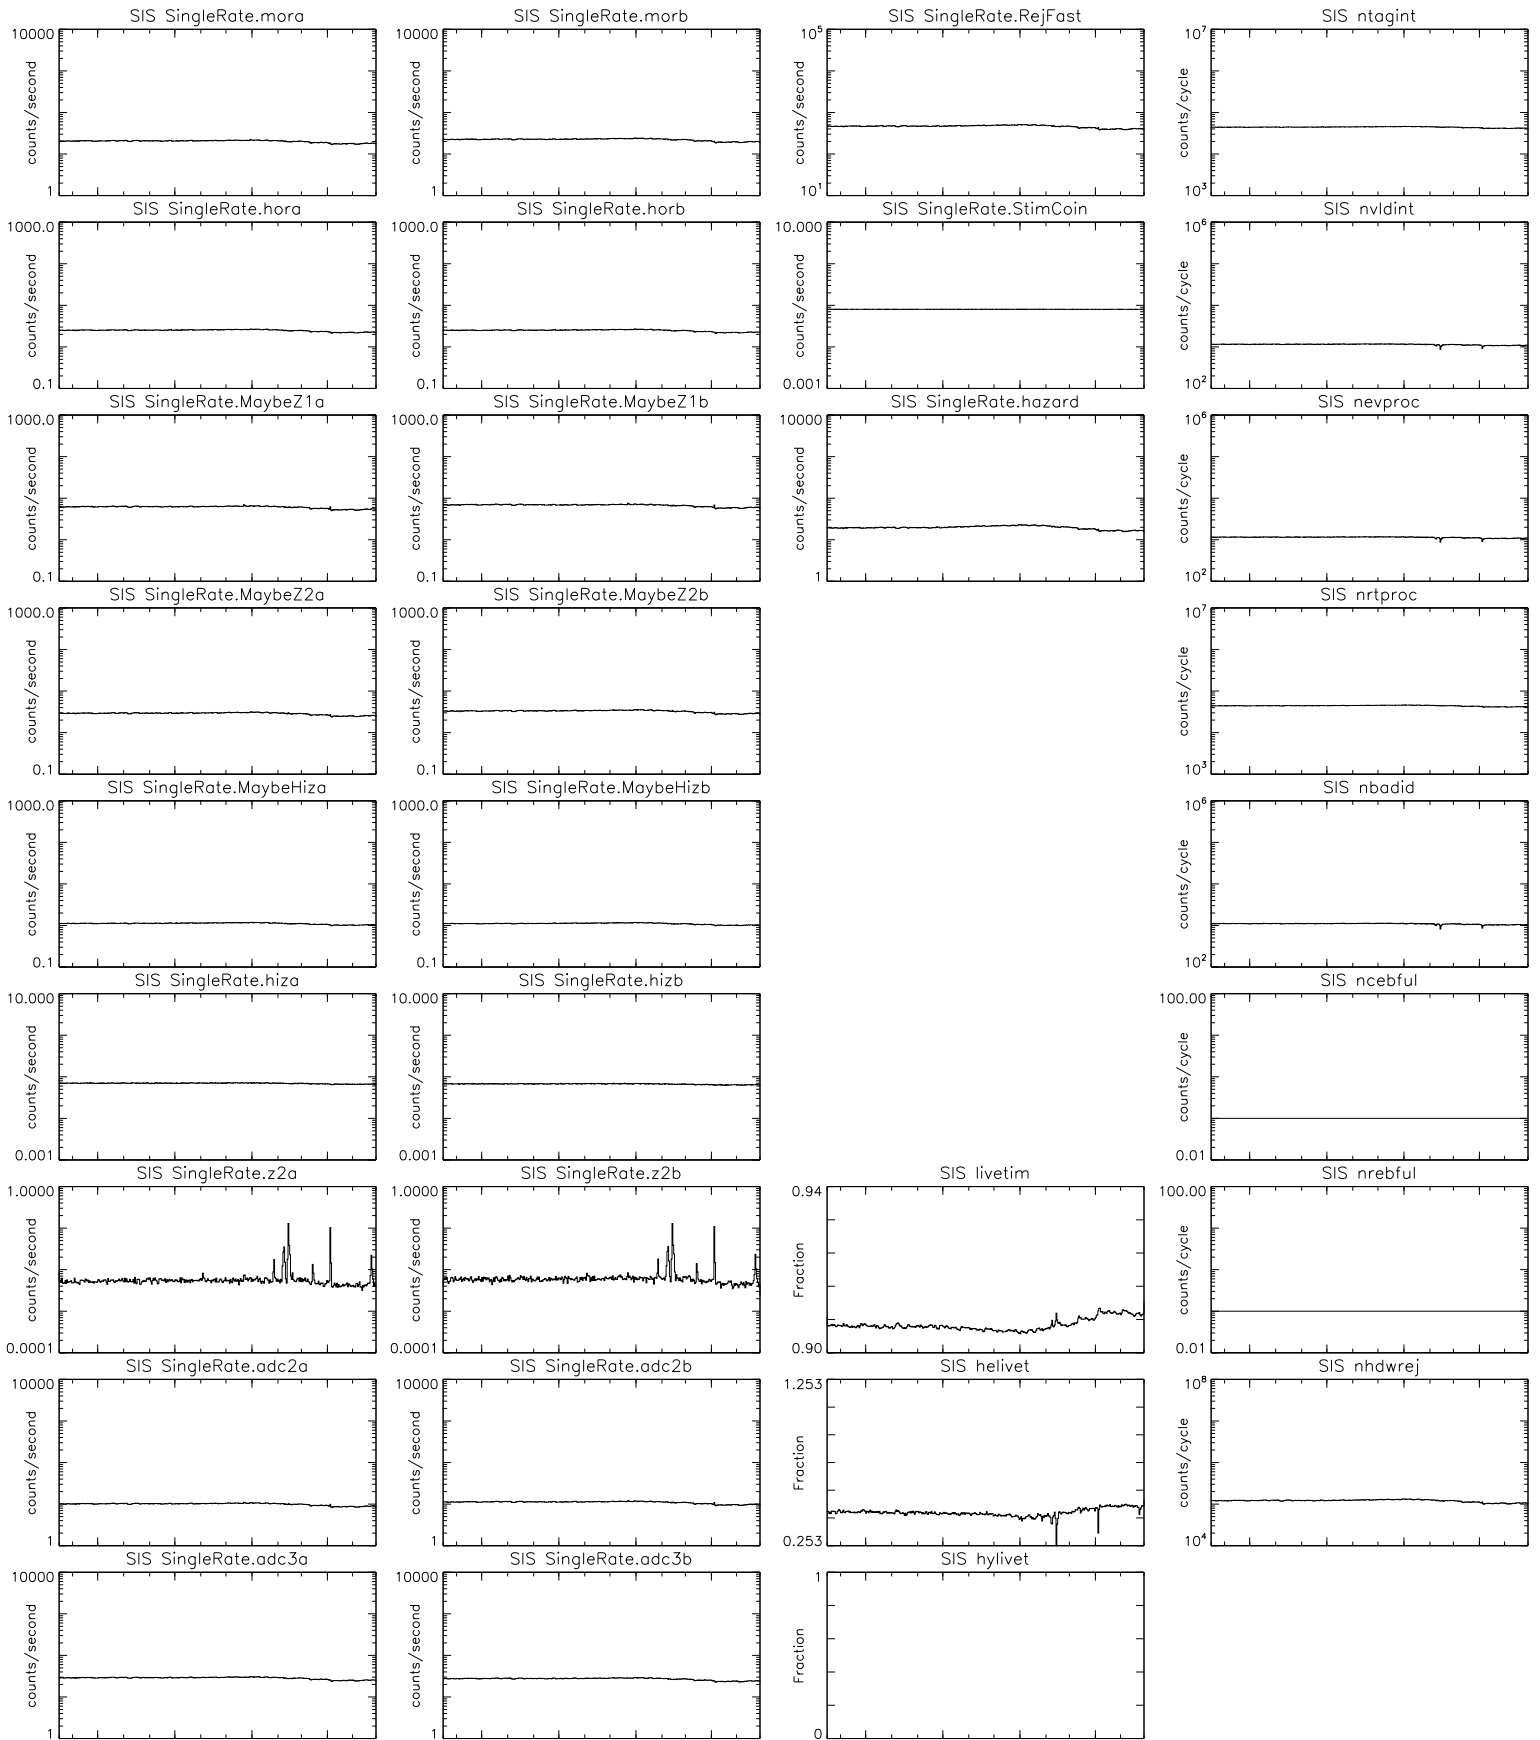 SIS SingleRate.mora
10000
counts/second
1
SIS SingleRate.morb
10000
counts/second
1
SIS SingleRate.RejFast
10^5
counts/second
10^1
SIS ntagint
10^7
counts/cycle
10^3
SIS SingleRate.hora
1000.0
counts/second
0.1
SIS SingleRate.horb
1000.0
counts/second
0.1
SIS SingleRate.StimCoin
10.000
counts/second
0.001
SIS nvldint
10^6
counts/cycle
10^2
SIS SingleRate.MaybeZ1a
1000.0
counts/second
0.1
SIS SingleRate.MaybeZ1b
1000.0
counts/second
0.1
SIS SingleRate.hazard
10000
counts/second
1
SIS nevproc
10^6
counts/cycle
10^2
SIS SingleRate.MaybeZ2a
1000.0
counts/second
0.1
SIS SingleRate.MaybeZ2b
1000.0
counts/second
0.1
SIS nrtproc
10^7
counts/cycle
10^3
SIS SingleRate.MaybeHiza
1000.0
counts/second
0.1
SIS SingleRate.MaybeHizb
1000.0
counts/second
0.1
SIS nbadid
10^6
counts/cycle
10^2
SIS SingleRate.hiza
10.000
counts/second
0.001
SIS SingleRate.hizb
10.000
counts/second
0.001
SIS ncebful
100.00
counts/cycle
0.01
SIS SingleRate.z2a
1.0000
counts/second
0.0001
SIS SingleRate.z2b
1.0000
counts/second
0.0001
SIS livetim
0.94
Fraction
0.90
SIS nrebful
100.00
counts/cycle
0.01
SIS SingleRate.adc2a
10000
counts/second
1
SIS SingleRate.adc2b
10000
counts/second
1
SIS helivet
1.253
Fraction
0.253
SIS nhdwrej
10^8
counts/cycle
10^4
SIS SingleRate.adc3a
10000
counts/second
1
SIS SingleRate.adc3b
10000
counts/second
1
SIS hylivet
1
Fraction
0